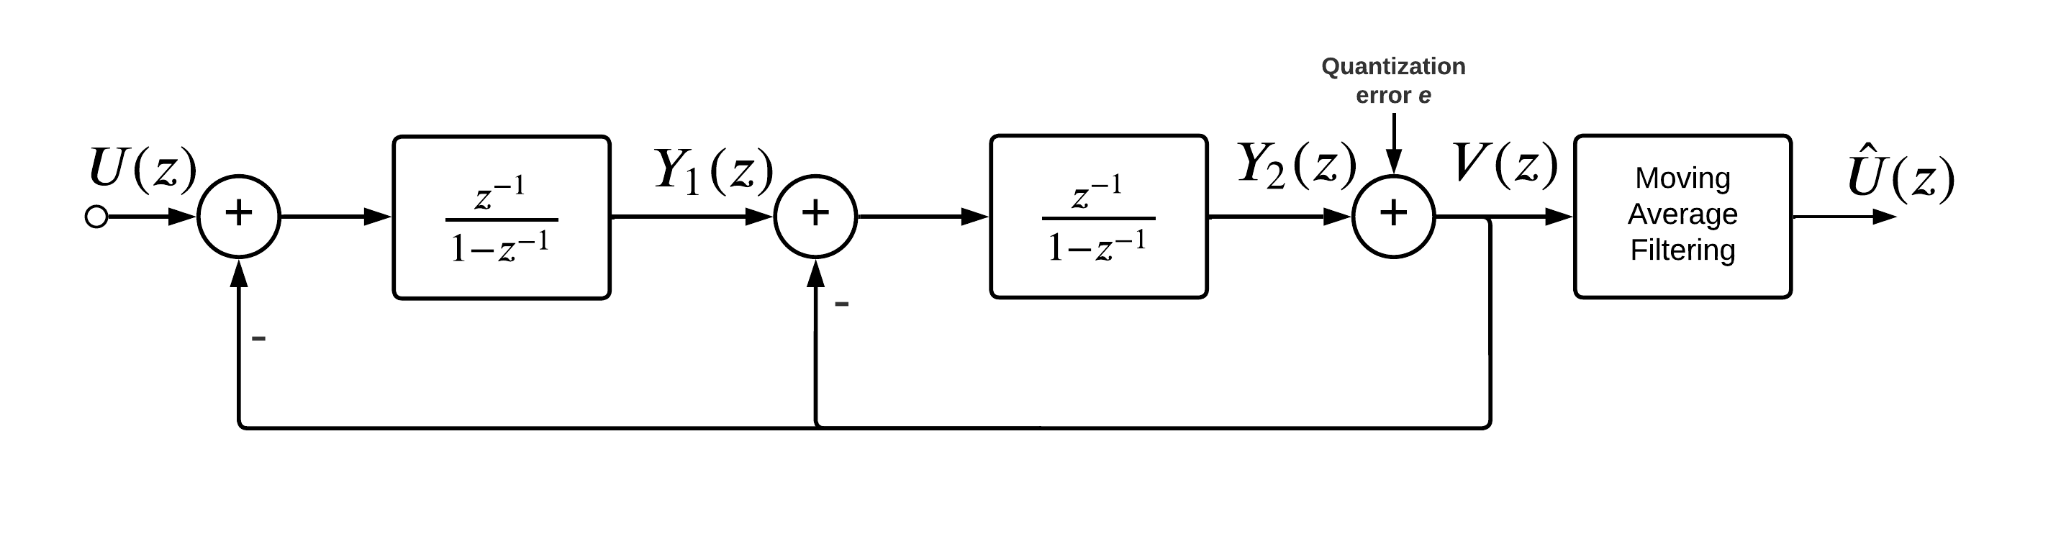 Quantization
error e
U(z)
+
z⁻¹
1−z⁻¹
Y₁(z)
+
-
z⁻¹
1−z⁻¹
Y₂(z)
+
V(z)
Moving
Average
Filtering
Û(z)
-